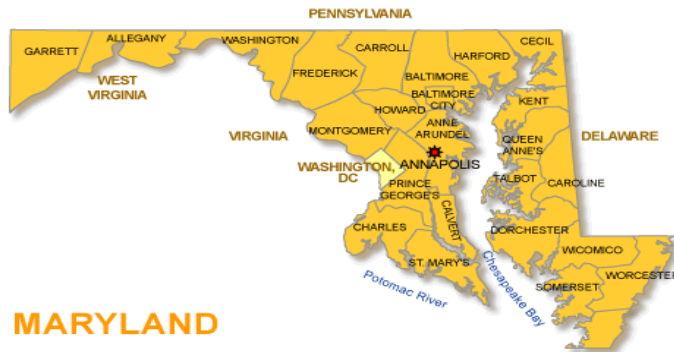 PENNSYLVANIA
GARRETT
ALLEGANY
WASHINGTON
FREDERICK
CARROLL
BALTIMORE
HARFORD
CECIL
WEST
VIRGINIA
BALTIMORE
CITY
KENT
HOWARD
VIRGINIA
MONTGOMERY
ANNE
ARUNDEL
QUEEN
ANNE'S
DELAWARE
WASHINGTON,
DC
ANNAPOLIS
TALBOT
CAROLINE
PRINCE
GEORGE'S
CALVERT
CHARLES
DORCHESTER
ST. MARY'S
WICOMICO
WORCESTER
SOMERSET
Potomac River
Chesapeake Bay
MARYLAND